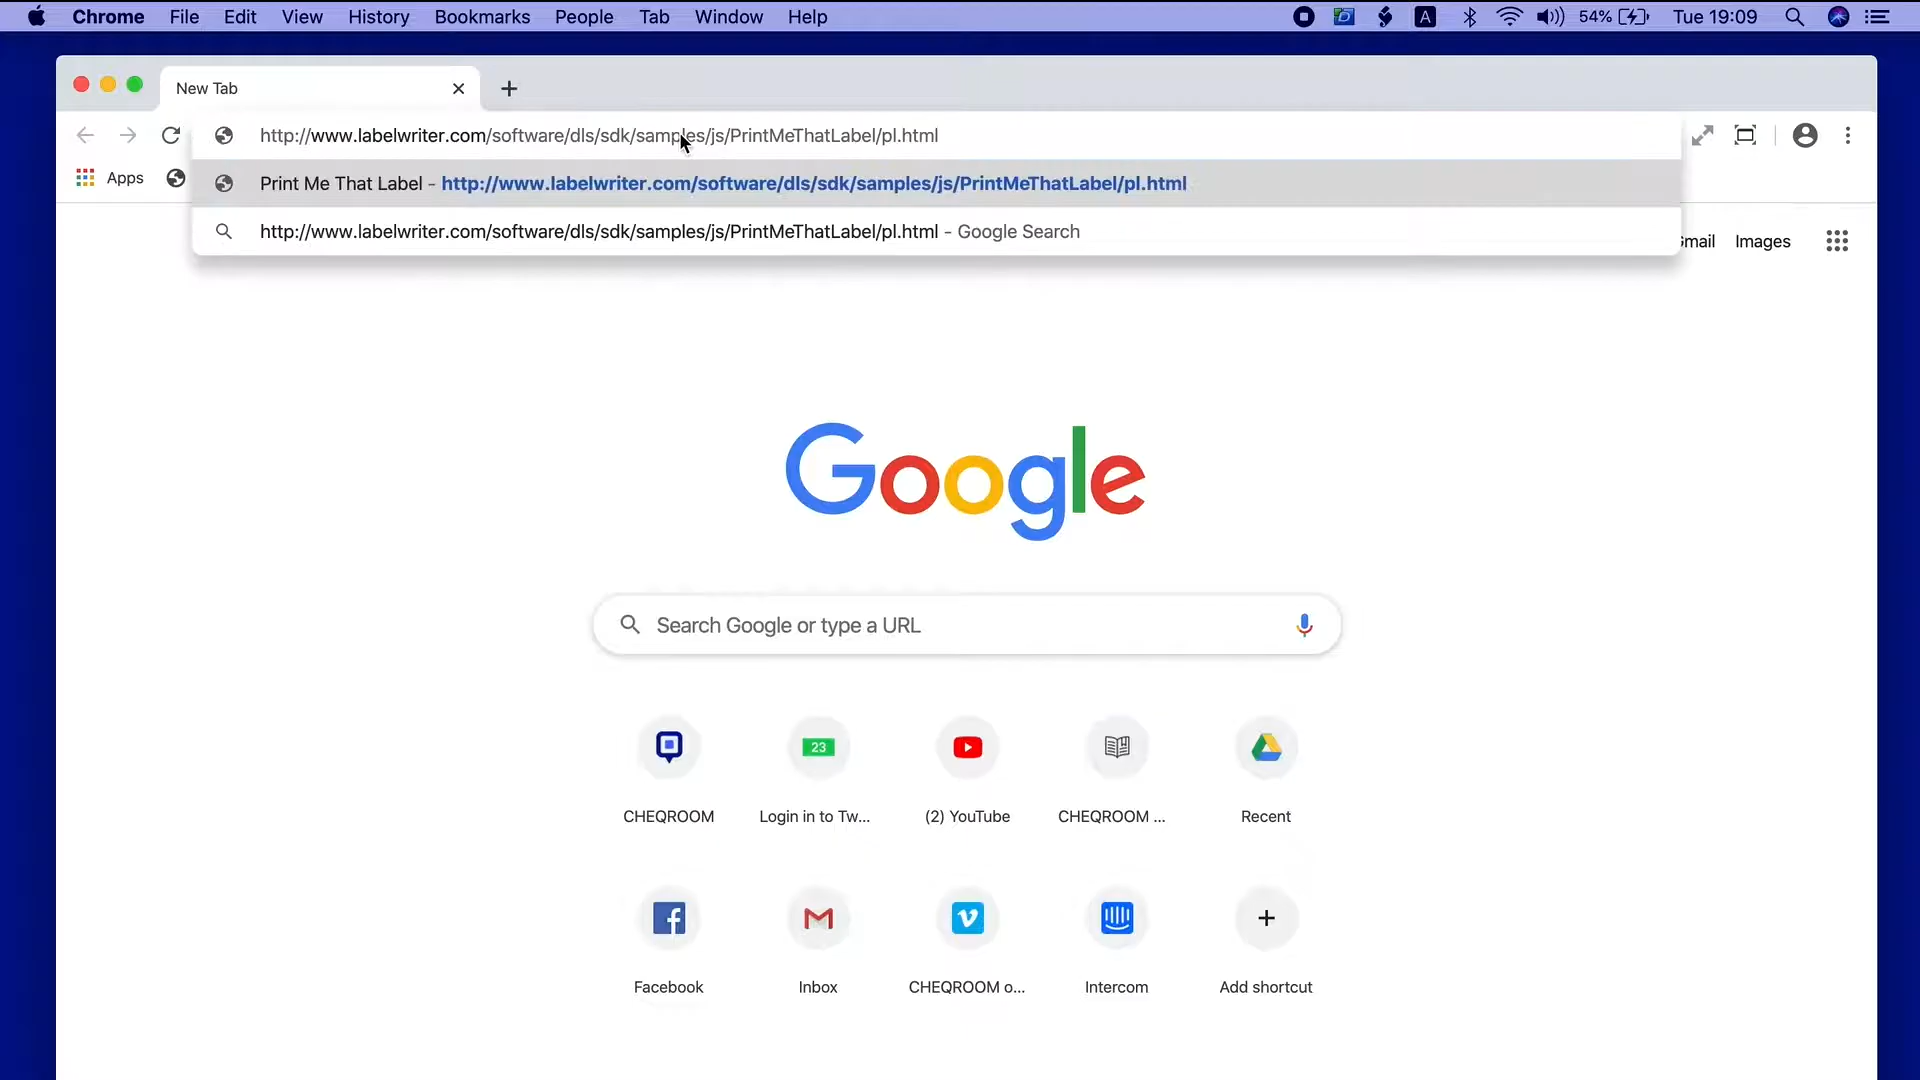 Chrome File Edit View History Bookmarks People Tab Window Help A 54% Tue 19:09
New Tab
http://www.labelwriter.com/software/dls/sdk/samples/js/PrintMeThatLabel/pl.html
Apps
Print Me That Label - http://www.labelwriter.com/software/dls/sdk/samples/js/PrintMeThatLabel/pl.html
http://www.labelwriter.com/software/dls/sdk/samples/js/PrintMeThatLabel/pl.html - Google Search
Gmail Images
Google
Search Google or type a URL
23
CHEQROOM Login in to Tw... (2) YouTube CHEQROOM ... Recent
Facebook Inbox CHEQROOM o... Intercom Add shortcut